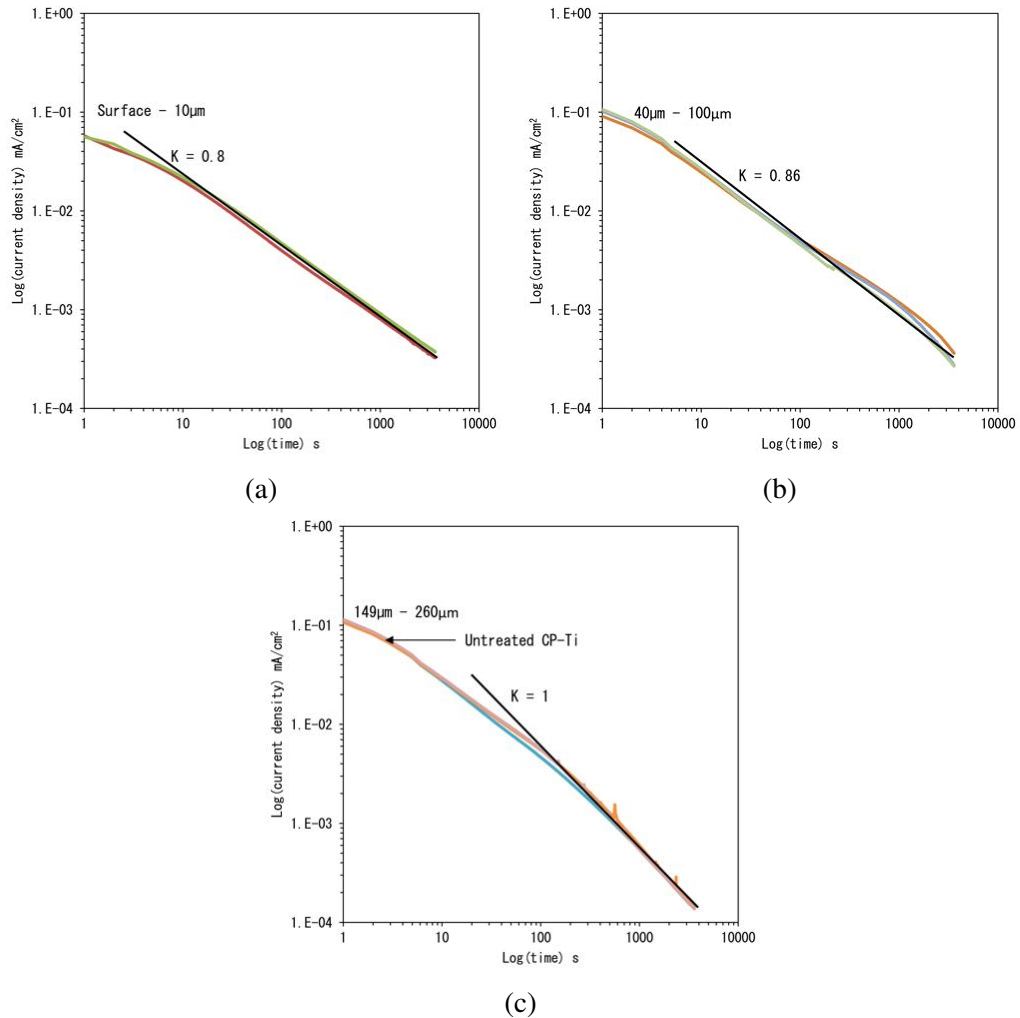 1.E+00
1.E-01
1.E-02
1.E-03
1.E-04
Log(current density) mA/cm²
Surface - 10μm
K = 0.8
1
10
100
1000
10000
Log(time) s
(a)
1.E+00
1.E-01
1.E-02
1.E-03
1.E-04
Log(current density) mA/cm²
40μm - 100μm
K = 0.86
1
10
100
1000
10000
Log(time) s
(b)
1.E+00
1.E-01
1.E-02
1.E-03
1.E-04
Log(current density) mA/cm²
149μm - 260μm
Untreated CP-Ti
K = 1
1
10
100
1000
10000
Log(time) s
(c)